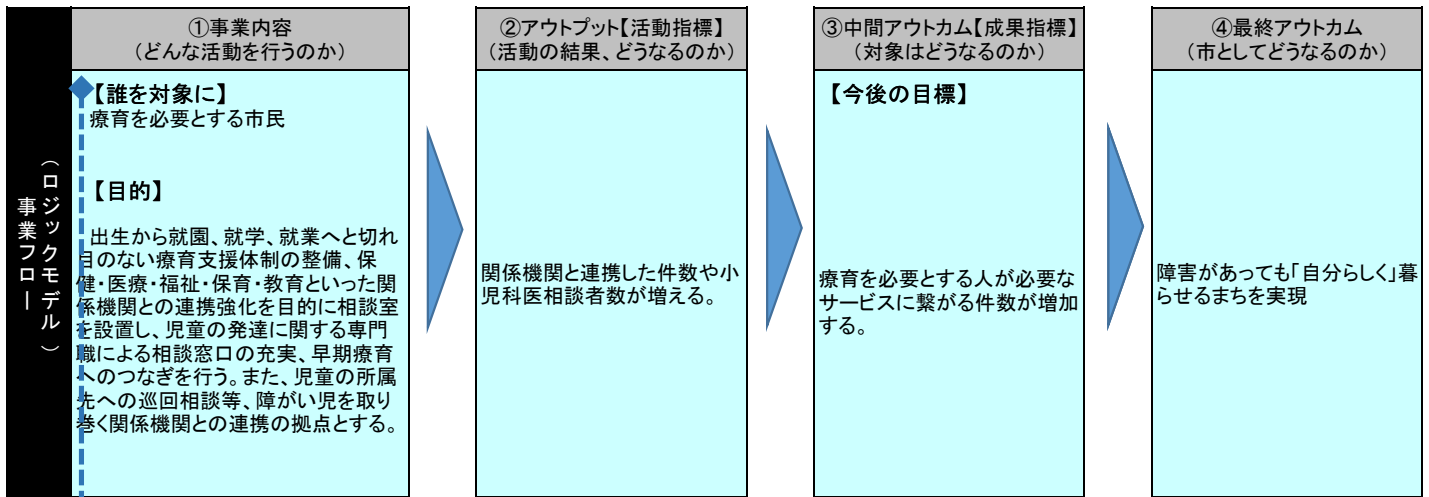 事業フロー
（ロジックモデル）
①事業内容
（どんな活動を行うのか）
【誰を対象に】
療育を必要とする市民
【目的】
出生から就園、就学、就業へと切れ
目のない療育支援体制の整備、保
健・医療・福祉・保育・教育といった関
係機関との連携強化を目的に相談室
を設置し、児童の発達に関する専門
職による相談窓口の充実、早期療育
へのつなぎを行う。また、児童の所属
先への巡回相談等、障がい児を取り
巻く関係機関との連携の拠点とする。
②アウトプット【活動指標】
（活動の結果、どうなるのか）
関係機関と連携した件数や小
児科医相談者数が増える。
③中間アウトカム【成果指標】
（対象はどうなるのか）
【今後の目標】
療育を必要とする人が必要な
サービスに繋がる件数が増加
する。
④最終アウトカム
（市としてどうなるのか）
障害があっても「自分らしく」暮
らせるまちを実現